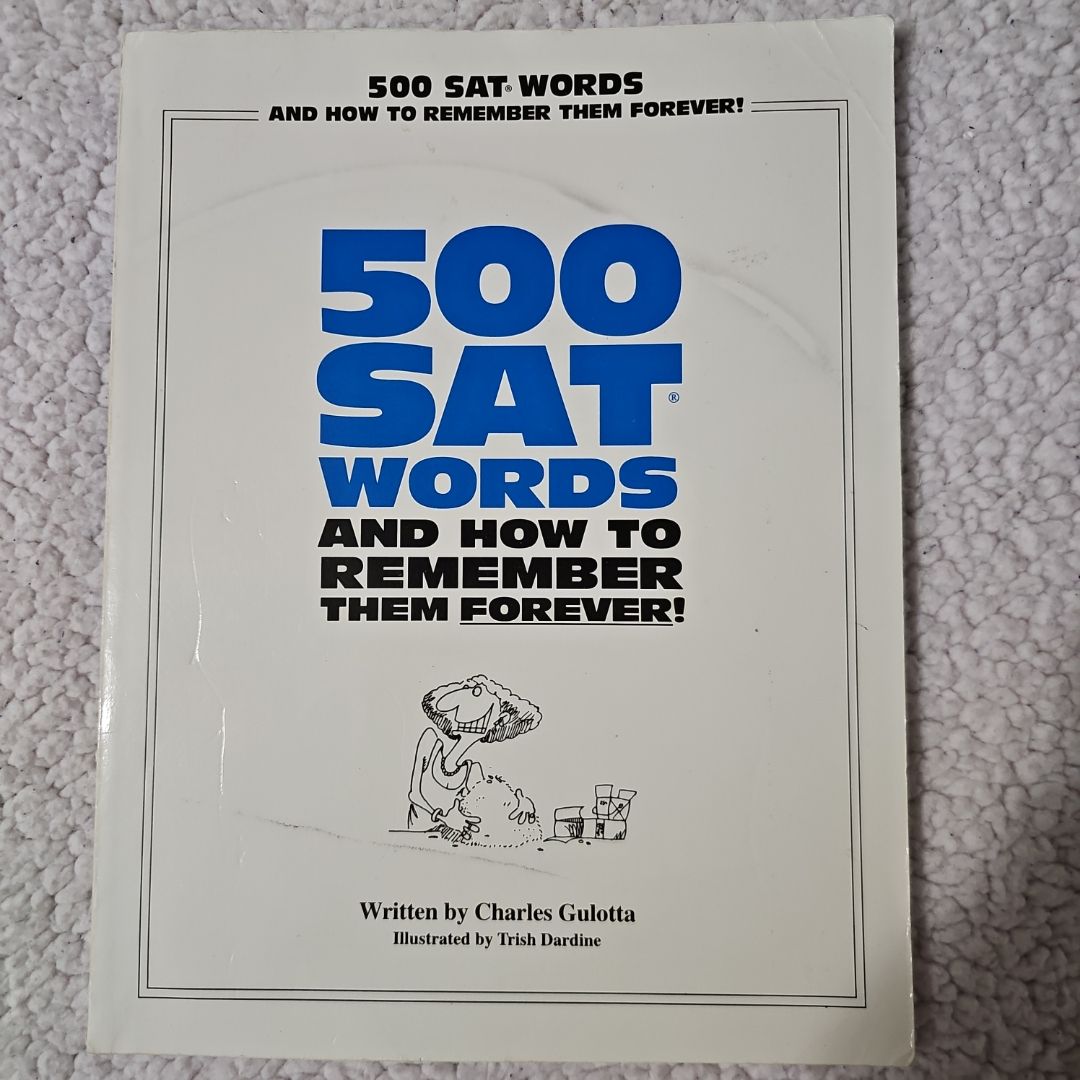 500 SAT® WORDS
AND HOW TO REMEMBER THEM FOREVER!
500
SAT®
WORDS
AND HOW TO
REMEMBER
THEM FOREVER!
Written by Charles Gulotta
Illustrated by Trish Dardine